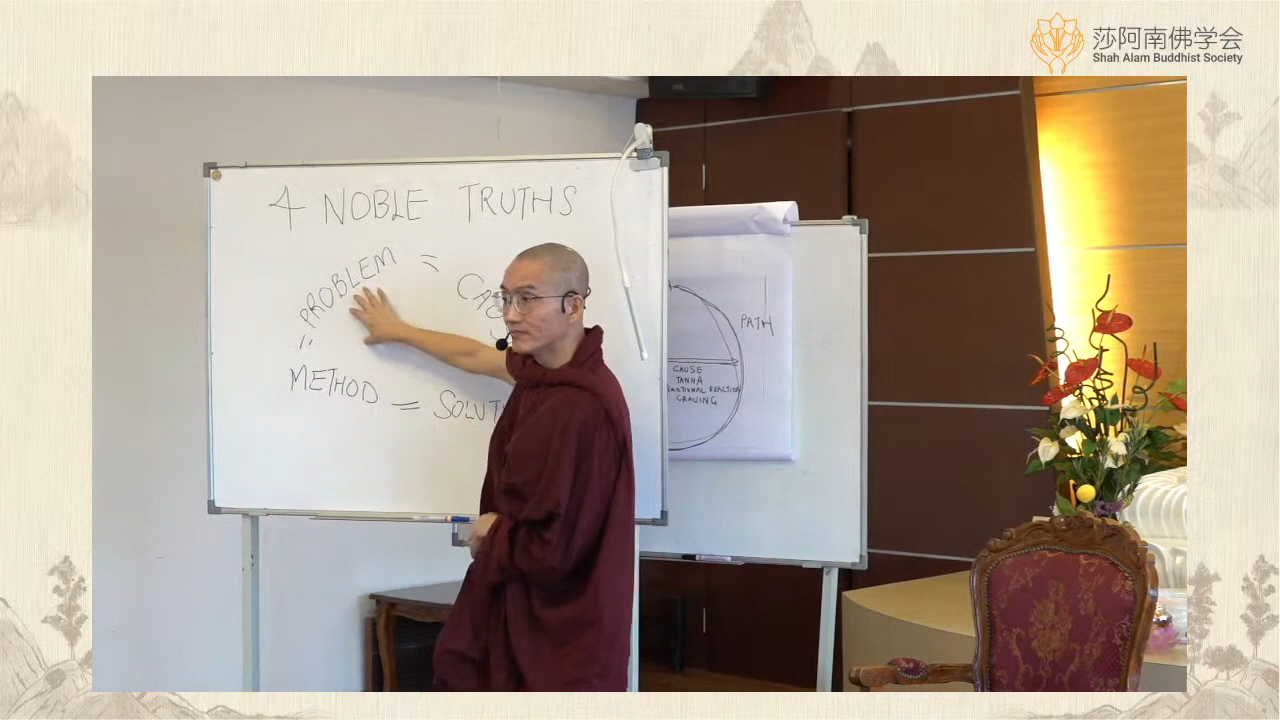 莎阿南佛学会
Shah Alam Buddhist Society
4 NOBLE TRUTHS
PROBLEM =
=
METHOD =
PATH
CAUSE
TANHA
REACTION
CRAVING